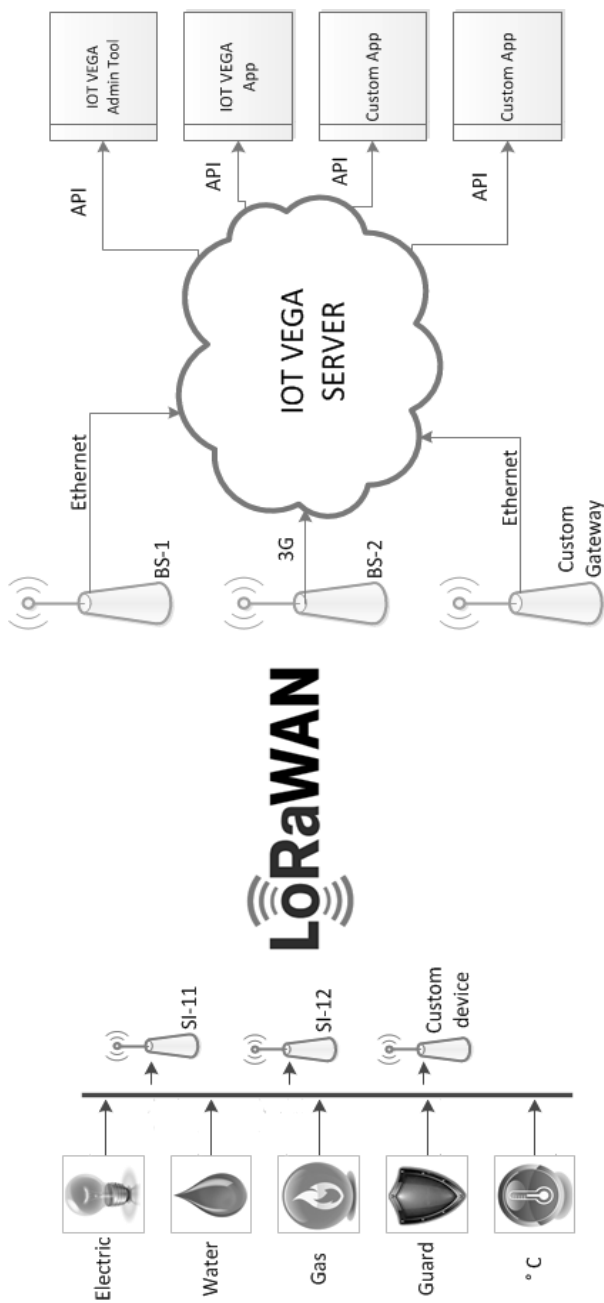 Electric
Water
Gas
Guard
° C
SI-11
SI-12
Custom
device
LoRaWAN
BS-1
BS-2
Custom
Gateway
Ethernet
3G
Ethernet
IOT VEGA
SERVER
API
API
API
API
IOT VEGA
Admin Tool
IOT VEGA
App
Custom App
Custom App